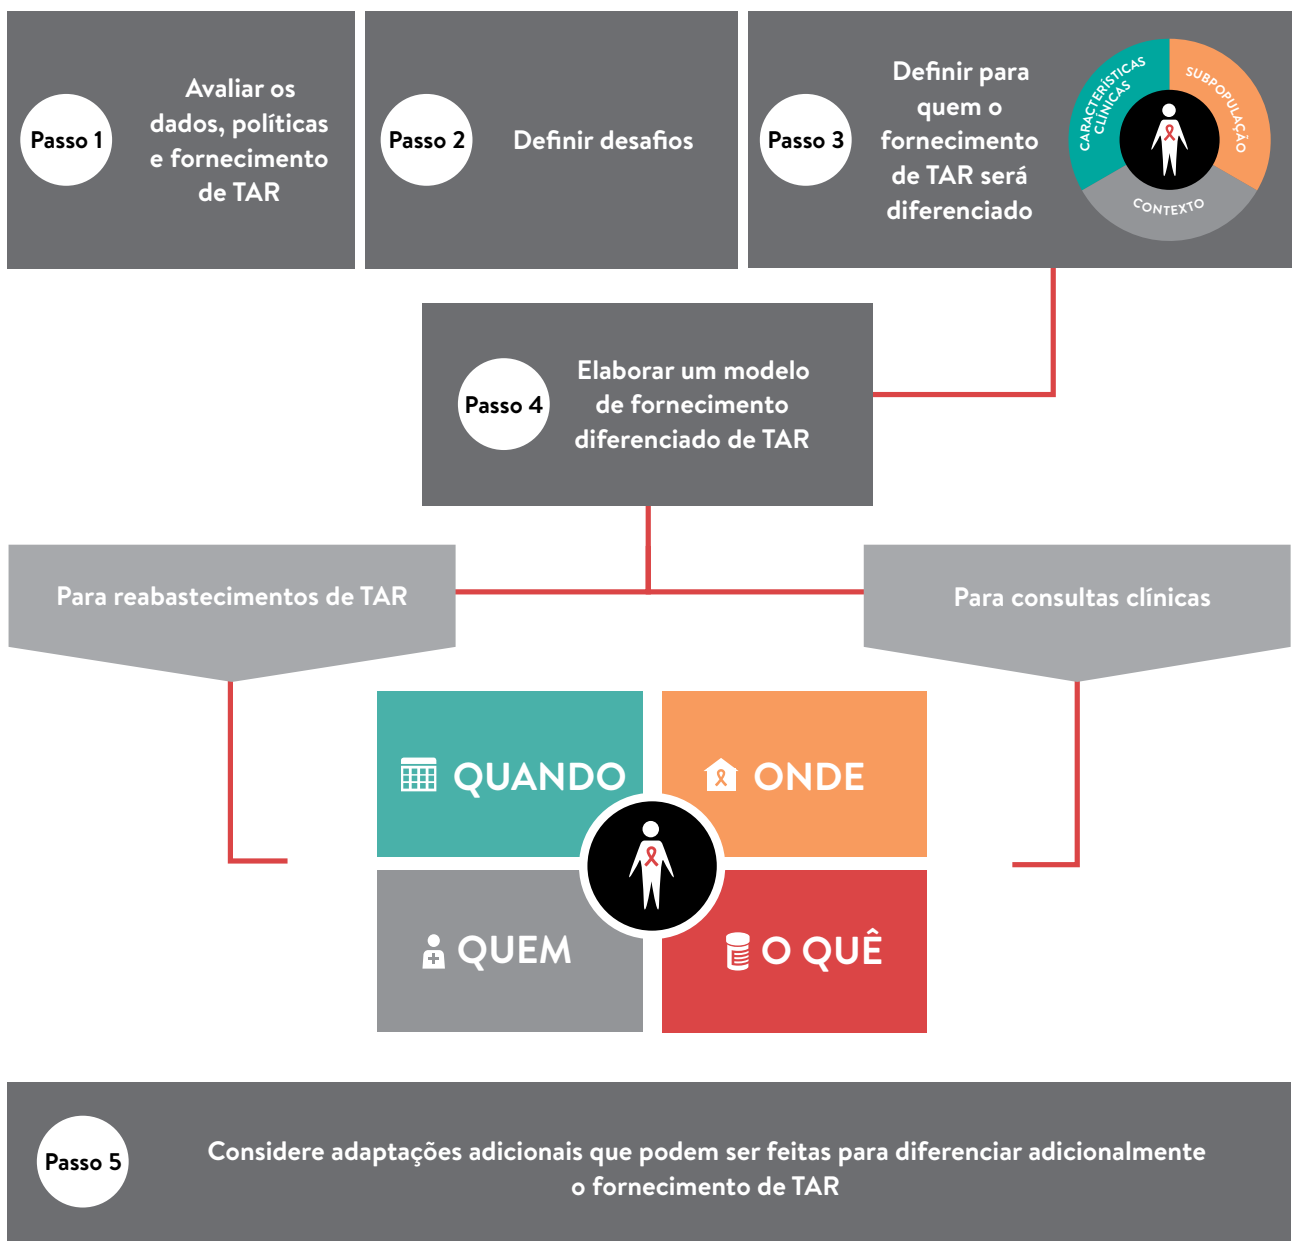 Passo 1
Avaliar os
dados, políticas
e fornecimento
de TAR
Passo 2
Definir desafios
Passo 3
Definir para
quem o
fornecimento
de TAR será
diferenciado
CARACTERÍSTICAS
CLÍNICAS
SUBPOPULAÇÃO
CONTEXTO
Passo 4
Elaborar um modelo
de fornecimento
diferenciado de TAR
Para reabastecimentos de TAR
Para consultas clínicas
QUANDO
ONDE
QUEM
O QUÊ
Passo 5
Considere adaptações adicionais que podem ser feitas para diferenciar adicionalmente
o fornecimento de TAR